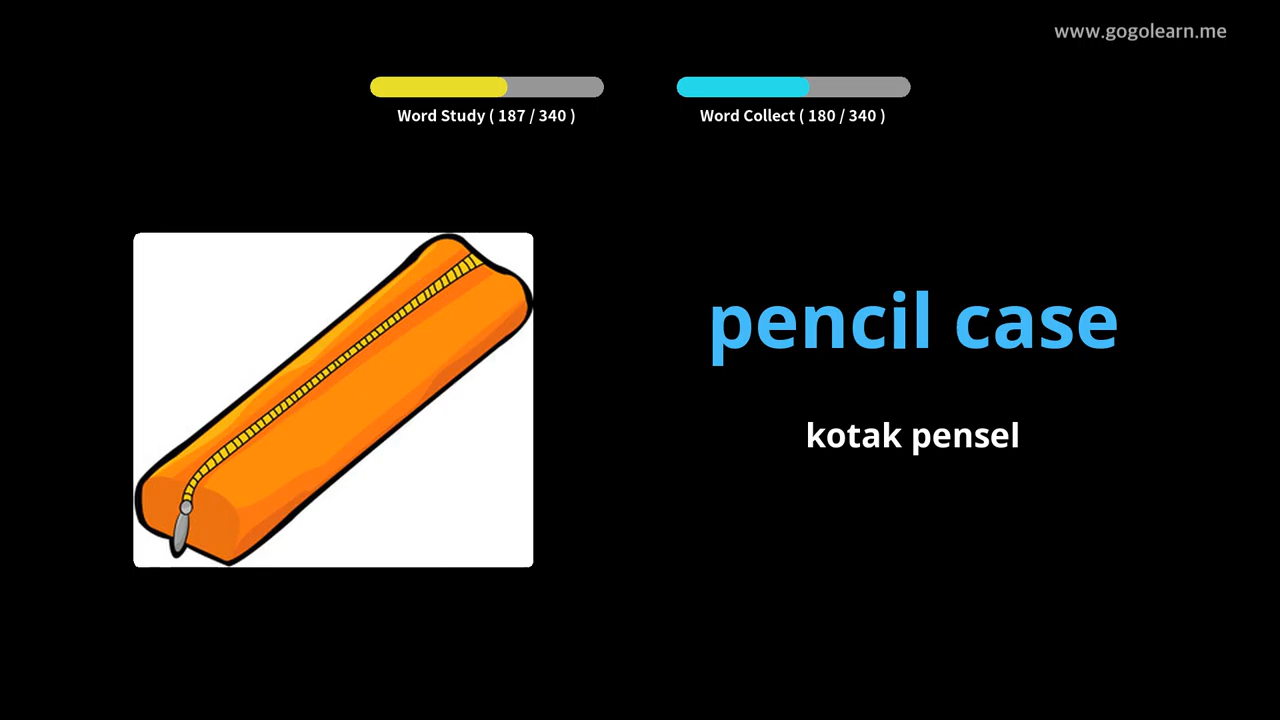 www.gogolearn.me
Word Study ( 187 / 340 )
Word Collect ( 180 / 340 )
pencil case
kotak pensel